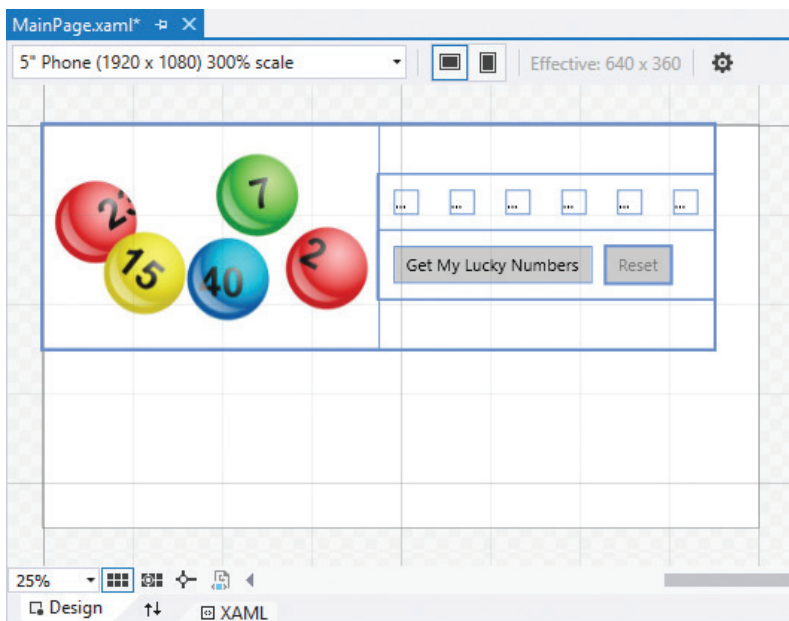 MainPage.xaml*
5" Phone (1920 x 1080) 300% scale
Effective: 640 x 360
7
23
... ... ... ... ... ...
15
40
2
Get My Lucky Numbers
Reset
25%
Design
XAML